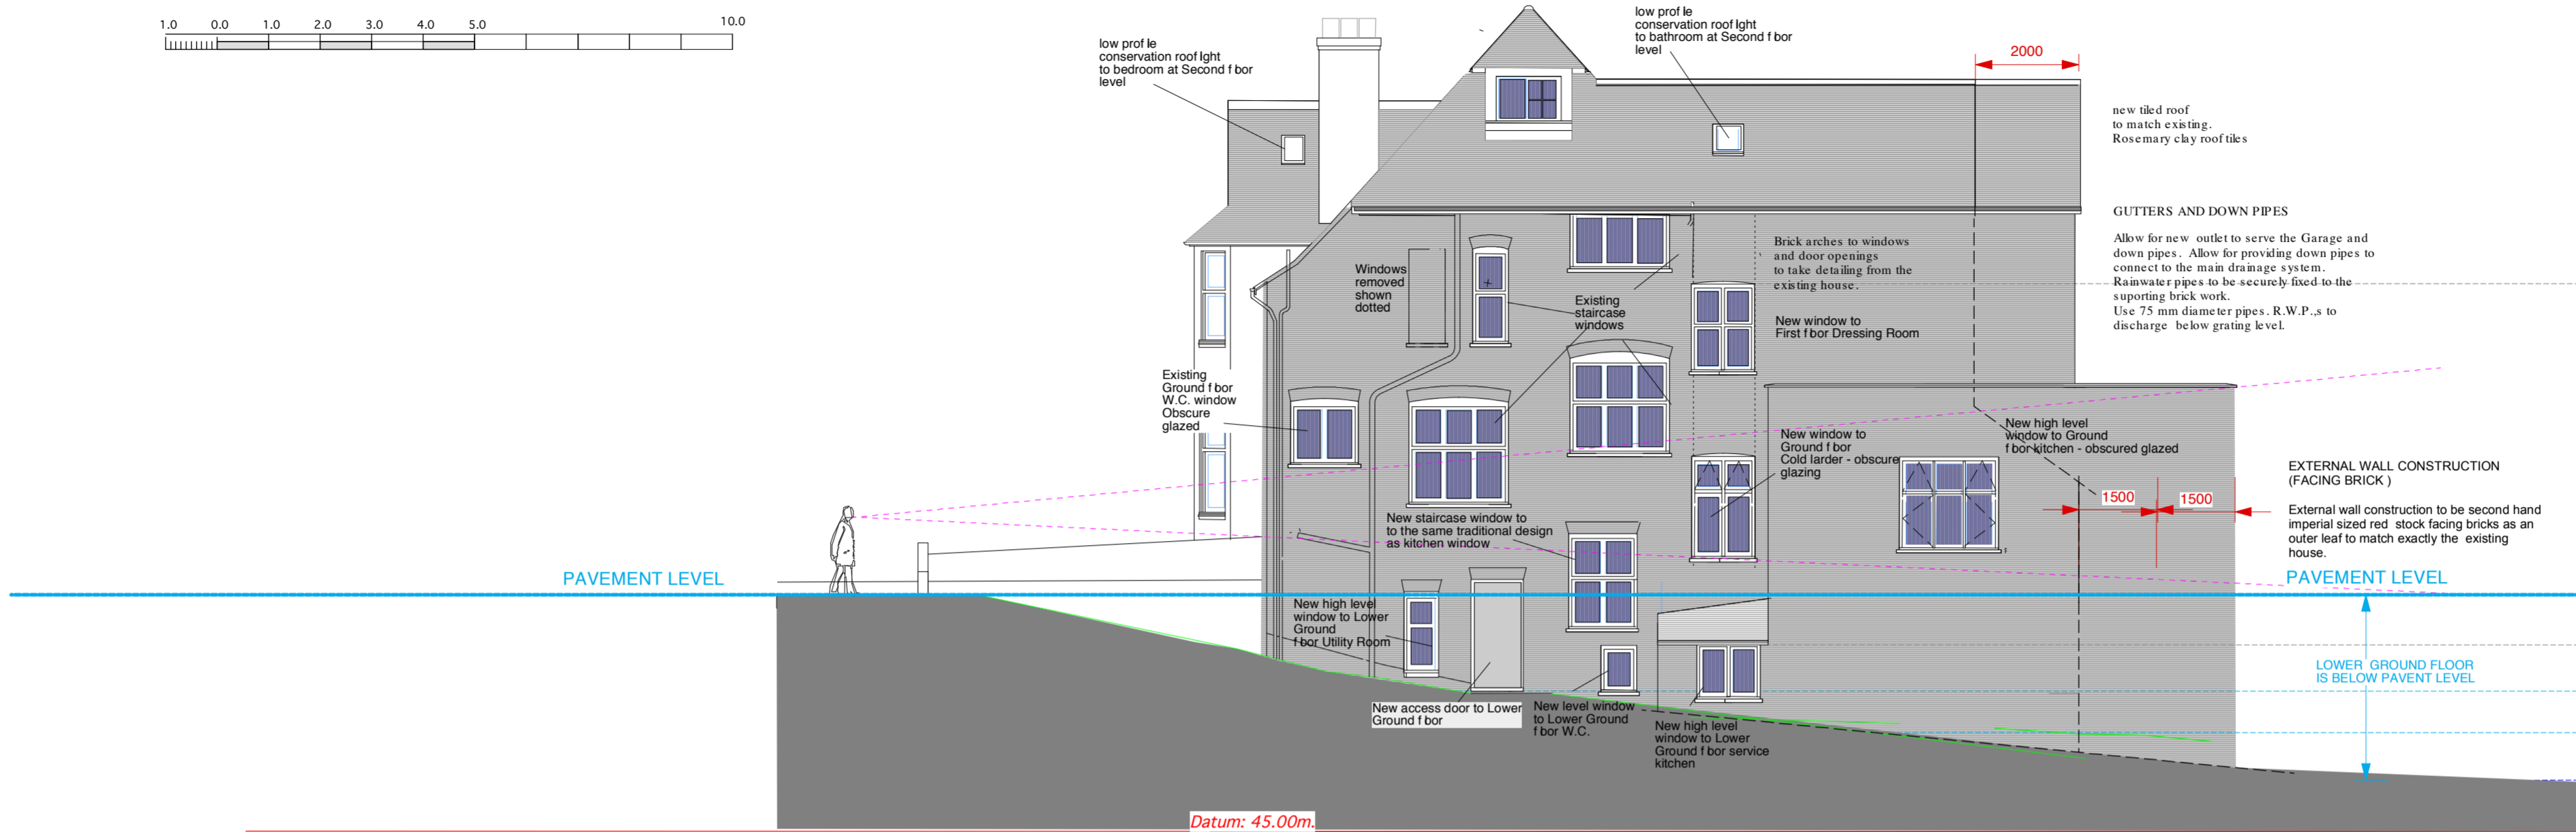 1.0 0.0 1.0 2.0 3.0 4.0 5.0 10.0
low prof le
conservation roof lght
to bedroom at Second f bor
level
low prof le
conservation roof lght
to bathroom at Second f bor
level
2000
new tiled roof
to match existing.
Rosemary clay roof tiles
GUTTERS AND DOWN PIPES
Allow for new outlet to serve the Garage and
down pipes. Allow for providing down pipes to
connect to the main drainage system.
Rainwater pipes to be securely fixed to the
suporting brick work.
Use 75 mm diameter pipes. R.W.P.,s to
discharge below grating level.
Windows
removed
shown
dotted
Existing
staircase
windows
Brick arches to windows
and door openings
to take detailing from the
existing house.
New window to
First f bor Dressing Room
Existing
Ground f bor
W.C. window
Obscure
glazed
New window to
Ground f bor
Cold larder - obscure
glazing
New high level
window to Ground
f bor kitchen - obscured glazed
1500
1500
EXTERNAL WALL CONSTRUCTION
(FACING BRICK )
External wall construction to be second hand
imperial sized red stock facing bricks as an
outer leaf to match exactly the existing
house.
New staircase window to
to the same traditional design
as kitchen window
PAVEMENT LEVEL
PAVEMENT LEVEL
New high level
window to Lower
Ground
f bor Utility Room
LOWER GROUND FLOOR
IS BELOW PAVENT LEVEL
New access door to Lower
Ground f bor
New level window
to Lower Ground
f bor W.C.
New high level
window to Lower
Ground f bor service
kitchen
Datum: 45.00m.